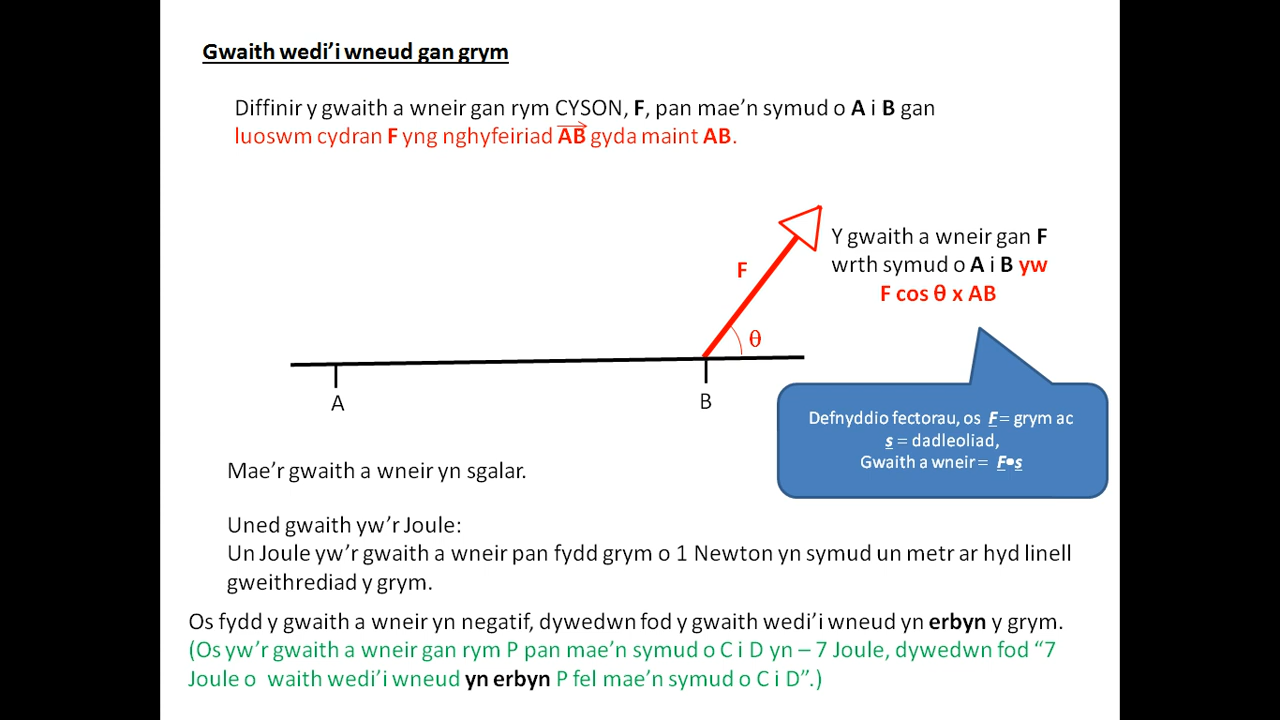 Gwaith wedi’i wneud gan grym
Diffinir y gwaith a wneir gan rym CYSON, F, pan mae’n symud o A i B gan
luoswm cydran F yng nghyfeiriad AB gyda maint AB.
Y gwaith a wneir gan F
wrth symud o A i B yw
F cos θ x AB
F
θ
A
B
Defnyddio fectorau, os F = grym ac
s = dadleoliad,
Gwaith a wneir = F•s
Mae’r gwaith a wneir yn sgalar.
Uned gwaith yw’r Joule:
Un Joule yw’r gwaith a wneir pan fydd grym o 1 Newton yn symud un metr ar hyd linell
gweithrediad y grym.
Os fydd y gwaith a wneir yn negatif, dywedwn fod y gwaith wedi’i wneud yn erbyn y grym.
(Os yw’r gwaith a wneir gan rym P pan mae’n symud o C i D yn – 7 Joule, dywedwn fod “7
Joule o waith wedi’i wneud yn erbyn P fel mae’n symud o C i D”.)